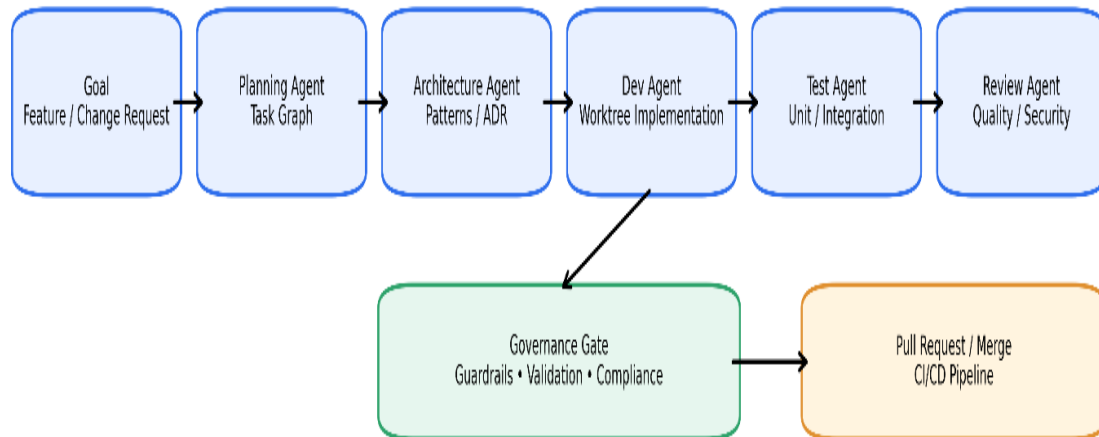 Goal
Feature / Change Request
Planning Agent
Task Graph
Architecture Agent
Patterns / ADR
Dev Agent
Worktree Implementation
Test Agent
Unit / Integration
Review Agent
Quality / Security
Governance Gate
Guardrails • Validation • Compliance
Pull Request / Merge
CI/CD Pipeline